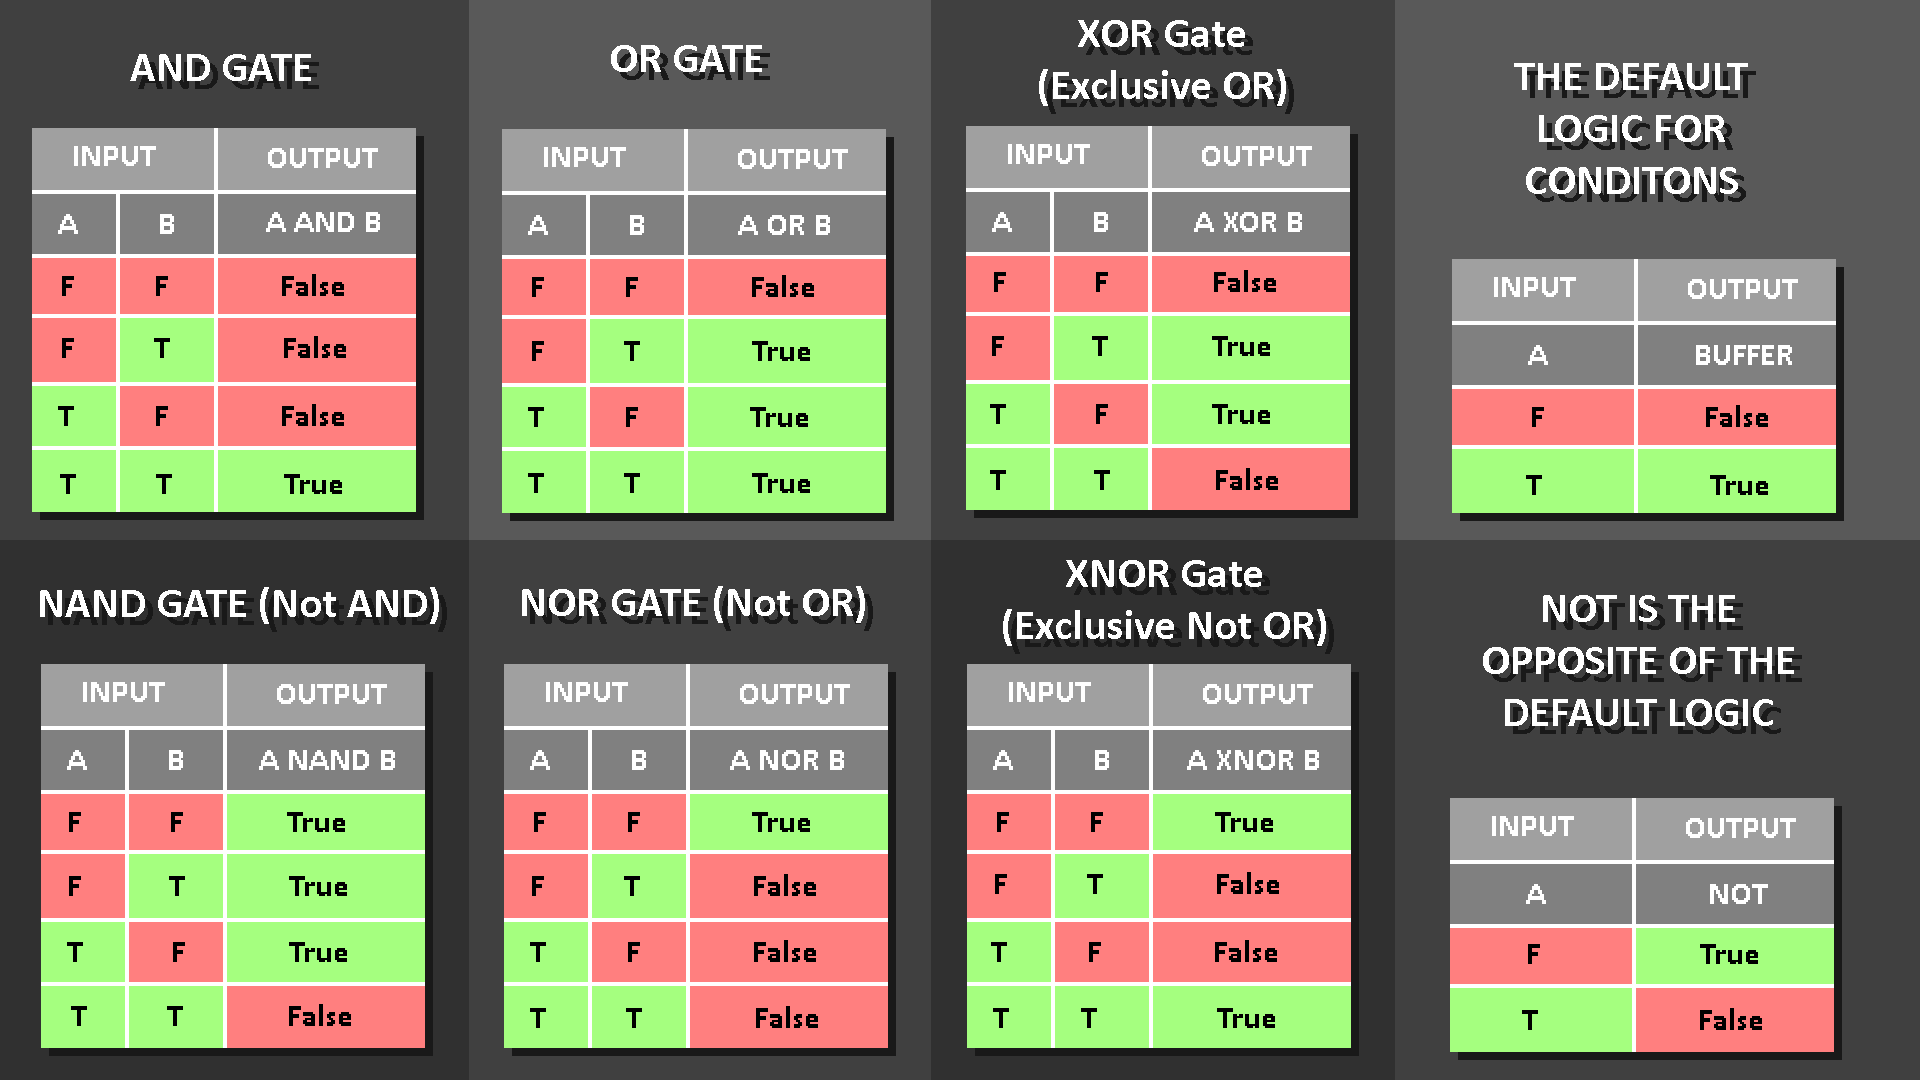 AND GATE
INPUT OUTPUT
A B A AND B
F F False
F T False
T F False
T T True
OR GATE
INPUT OUTPUT
A B A OR B
F F False
F T True
T F True
T T True
XOR Gate
(Exclusive OR)
INPUT OUTPUT
A B A XOR B
F F False
F T True
T F True
T T False
THE DEFAULT
LOGIC FOR
CONDITONS
INPUT OUTPUT
A BUFFER
F False
T True
NAND GATE (Not AND)
INPUT OUTPUT
A B A NAND B
F F True
F T True
T F True
T T False
NOR GATE (Not OR)
INPUT OUTPUT
A B A NOR B
F F True
F T False
T F False
T T False
XNOR Gate
(Exclusive Not OR)
INPUT OUTPUT
A B A XNOR B
F F True
F T False
T F False
T T True
NOT IS THE
OPPOSITE OF THE
DEFAULT LOGIC
INPUT OUTPUT
A NOT
F True
T False